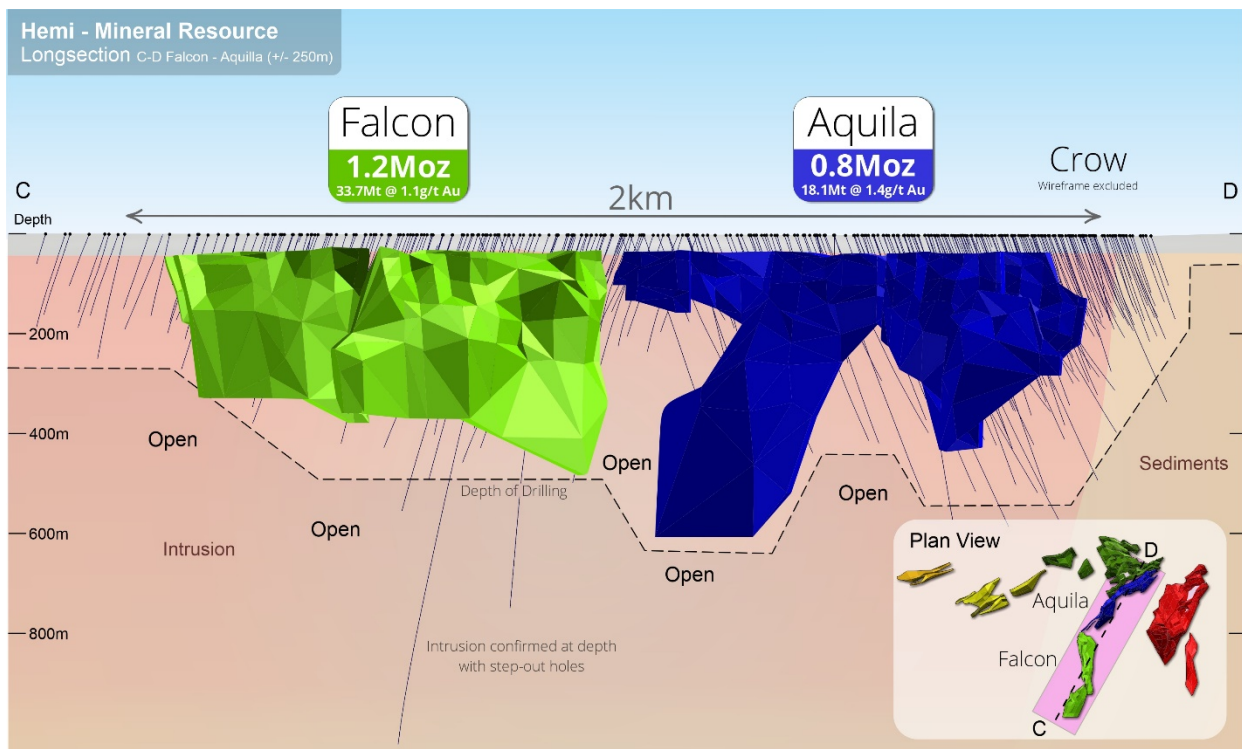 Hemi - Mineral Resource
Longsection C-D Falcon - Aquilla (+/- 250m)
Falcon
1.2Moz
33.7Mt @ 1.1g/t Au
Aquila
0.8Moz
18.1Mt @ 1.4g/t Au
Crow
Wireframe excluded
C
D
2km
Depth
200m
400m
600m
800m
Open
Open
Open
Open
Open
Depth of Drilling
Sediments
Intrusion
Intrusion confirmed at depth
with step-out holes
Plan View
D
Aquila
Falcon
C